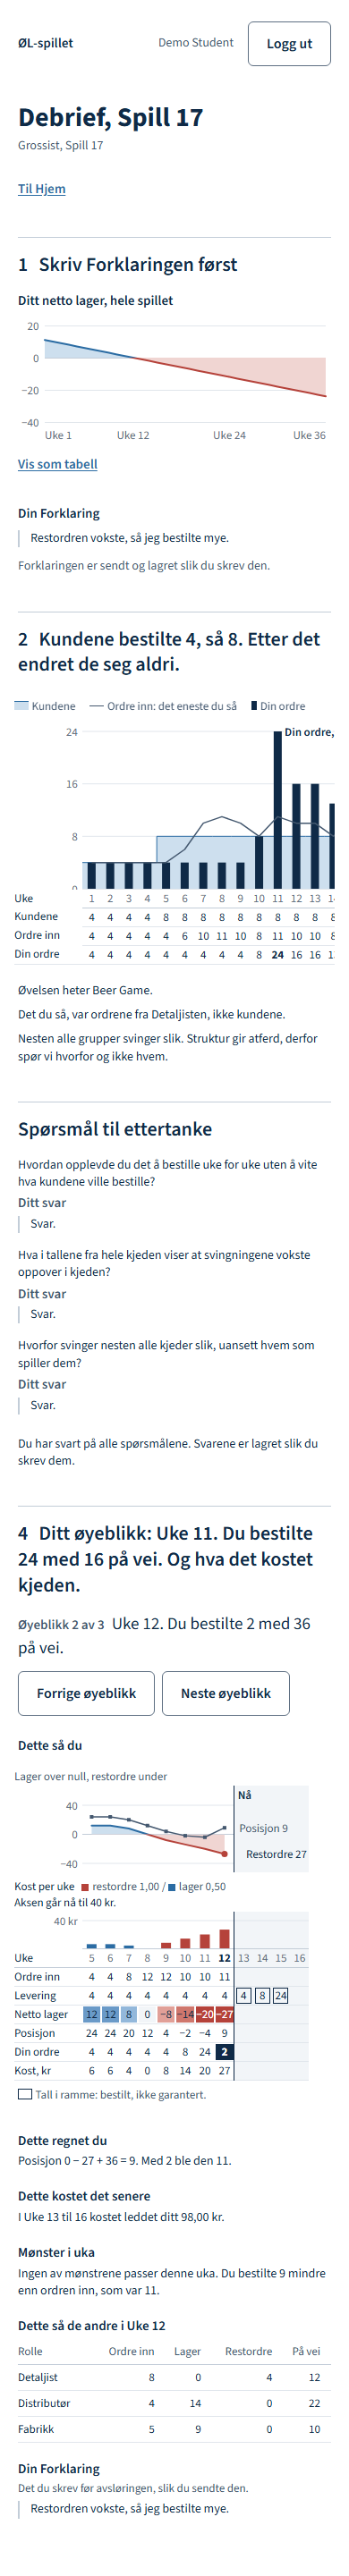 ØL-spillet
Demo Student
Logg ut
Debrief, Spill 17
Grossist, Spill 17
Til Hjem
1 Skriv Forklaringen først
Ditt netto lager, hele spillet
20
0
−20
−40
Uke 1 Uke 12 Uke 24 Uke 36
Vis som tabell
Din Forklaring
Restordren vokste, så jeg bestilte mye.
Forklaringen er sendt og lagret slik du skrev den.
2 Kundene bestilte 4, så 8. Etter det
endret de seg aldri.
Kundene Ordre inn: det eneste du så Din ordre
24 Din ordre,
16
8
Uke 1 2 3 4 5 6 7 8 9 10 11 12 13
Kundene 4 4 4 4 8 8 8 8 8 8 8 8 8
Ordre inn 4 4 4 4 4 6 10 11 10 8 11 10 10
Din ordre 4 4 4 4 4 4 4 4 4 8 24 16 16
Øvelsen heter Beer Game.
Det du så, var ordrene fra Detaljisten, ikke kundene.
Nesten alle grupper svinger slik. Struktur gir atferd, derfor
spør vi hvorfor og ikke hvem.
Spørsmål til ettertanke
Hvordan opplevde du det å bestille uke for uke uten å vite
hva kundene ville bestille?
Ditt svar
Svar.
Hva i tallene fra hele kjeden viser at svingningene vokste
oppover i kjeden?
Ditt svar
Svar.
Hvorfor svinger nesten alle kjeder slik, uansett hvem som
spiller dem?
Ditt svar
Svar.
Du har svart på alle spørsmålene. Svarene er lagret slik du
skrev dem.
4 Ditt øyeblikk: Uke 11. Du bestilte
24 med 16 på vei. Og hva det kostet
kjeden.
Øyeblikk 2 av 3 Uke 12. Du bestilte 2 med 36
på vei.
Forrige øyeblikk
Neste øyeblikk
Dette så du
Lager over null, restordre under
Nå
40
Posisjon 9
0
Restordre 27
−40
Kost per uke restordre 1,00 / lager 0,50
Aksen går nå til 40 kr.
40 kr
Uke 5 6 7 8 9 10 11 12 13 14 15 16
Ordre inn 4 4 8 12 12 10 10 11
Levering 4 4 4 4 4 4 4 4 4 8 24
Netto lager 12 12 8 0 −8 −14 −20 −27
Posisjon 24 24 20 12 4 −2 −4 9
Din ordre 4 4 4 4 4 8 24 2
Kost, kr 6 6 4 0 8 14 20 27
Tall i ramme: bestilt, ikke garantert.
Dette regnet du
Posisjon 0 − 27 + 36 = 9. Med 2 ble den 11.
Dette kostet det senere
I Uke 13 til 16 kostet leddet ditt 98,00 kr.
Mønster i uka
Ingen av mønstrene passer denne uka. Du bestilte 9 mindre
enn ordren inn, som var 11.
Dette så de andre i Uke 12
Rolle Ordre inn Lager Restordre På vei
Detaljist 8 0 4 12
Distributør 4 14 0 22
Fabrikk 5 9 0 10
Din Forklaring
Det du skrev før avsløringen, slik du sendte den.
Restordren vokste, så jeg bestilte mye.